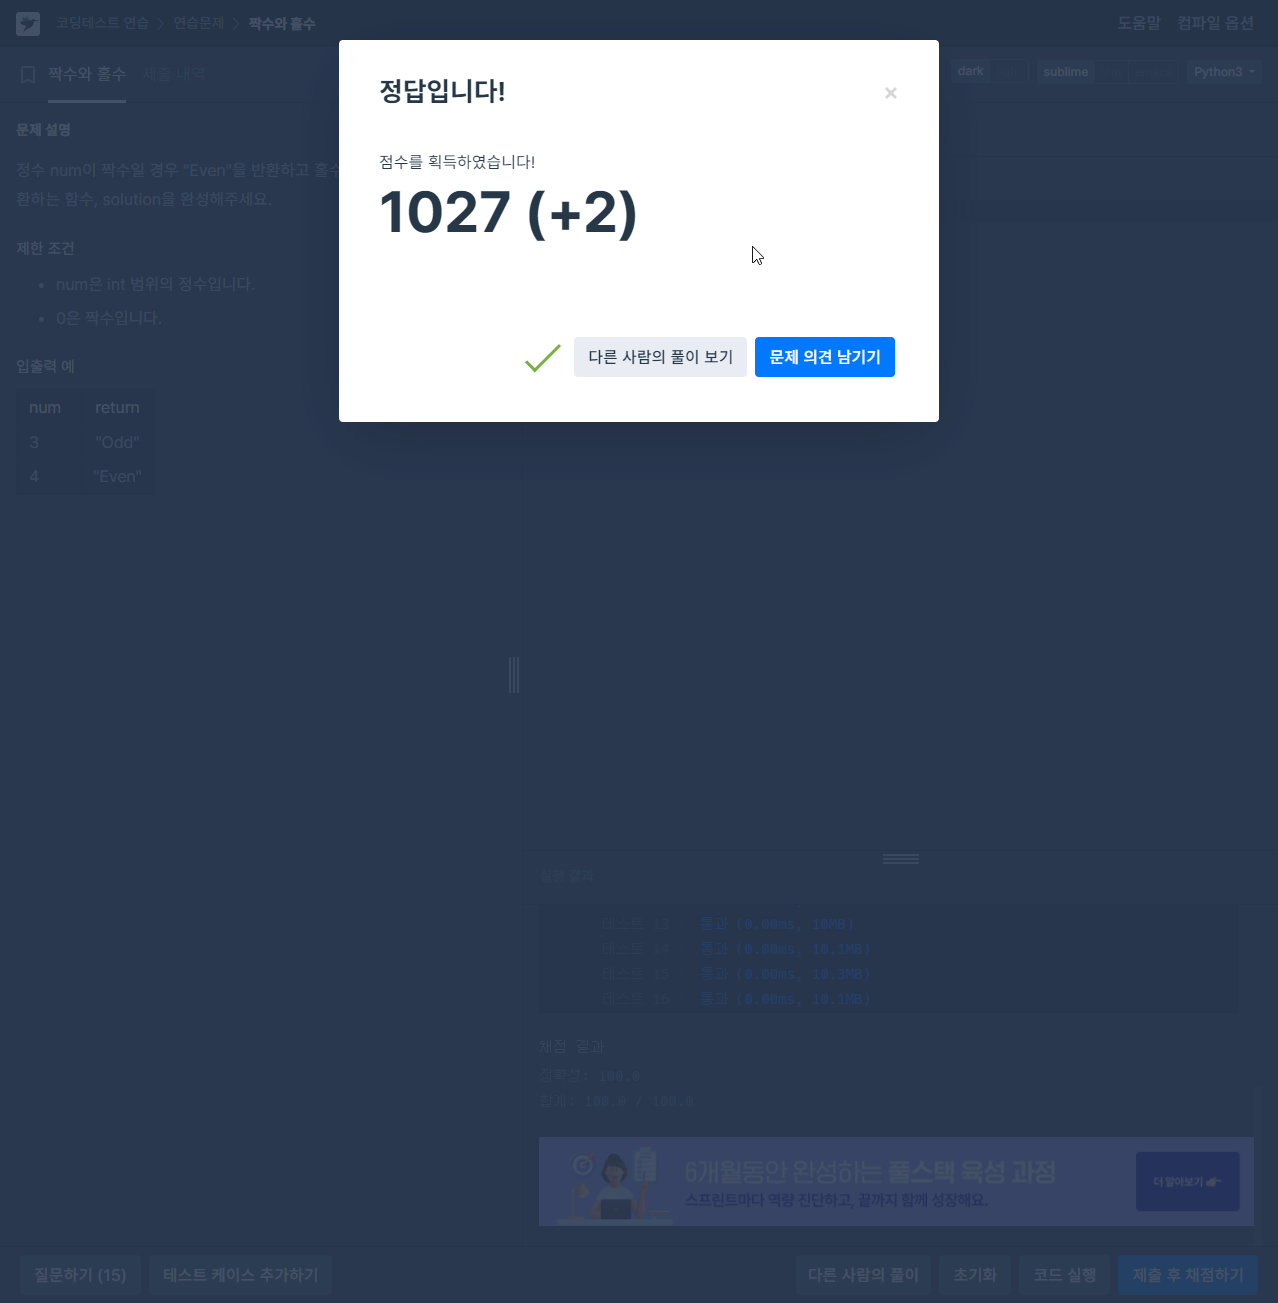 코딩테스트 연습 > 연습문제 > 짝수와 홀수
도움말 컴파일 옵션
짝수와 홀수 제출 내역
dark sublime Python3
정답입니다!
×
점수를 획득하였습니다!
1027 (+2)
다른 사람의 풀이 보기 문제 의견 남기기
문제 설명
정수 num이 짝수일 경우 "Even"을 반환하고 홀수
환하는 함수, solution을 완성해주세요.
제한 조건
• num은 int 범위의 정수입니다.
• 0은 짝수입니다.
입출력 예
num return
3 "Odd"
4 "Even"
실행 결과
테스트 13 통과 (0.00ms, 10MB)
테스트 14 통과 (0.00ms, 10.1MB)
테스트 15 통과 (0.00ms, 10.2MB)
테스트 16 통과 (0.00ms, 10.1MB)
채점 결과
정확성: 100.0
합계: 100.0 / 100.0
6개월동안 완성하는 풀스택 육성 과정
스프린트마다 역량 진단하고, 끝까지 함께 성장해요.
더 알아보기
질문하기 (15) 테스트 케이스 추가하기 다른 사람의 풀이 초기화 코드 실행 제출 후 채점하기